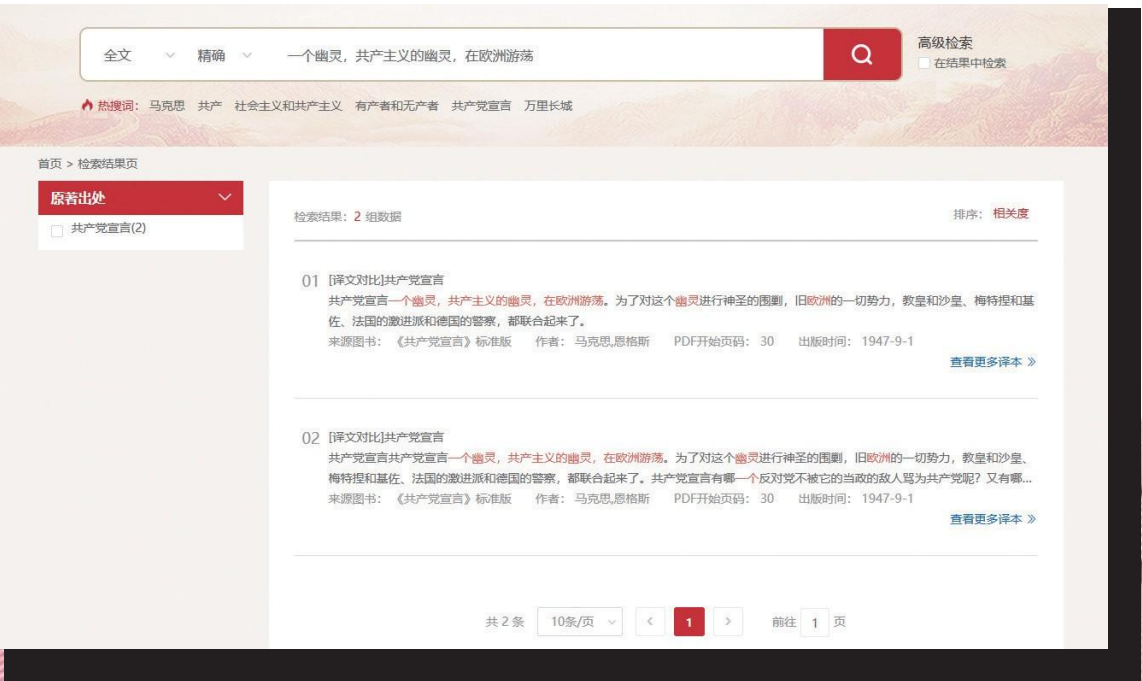 全文 精确 一个幽灵，共产主义的幽灵，在欧洲游荡
高级检索
在结果中检索
热搜词： 马克思 共产 社会主义和共产主义 有产者和无产者 共产党宣言 万里长城
首页 > 检索结果页
原著出处
共产党宣言(2)
检索结果：2 组数据
排序： 相关度
01 [译文对比]共产党宣言
共产党宣言一个幽灵，共产主义的幽灵，在欧洲游荡。为了对这个幽灵进行神圣的围剿，旧欧洲的一切势力，教皇和沙皇、梅特捏和基
佐、法国的激进派和德国的警察，都联合起来了。
来源图书： 《共产党宣言》标准版 作者： 马克思,恩格斯 PDF开始页码： 30 出版时间： 1947-9-1
查看更多译本 》
02 [译文对比]共产党宣言
共产党宣言共产党宣言一个幽灵，共产主义的幽灵，在欧洲游荡。为了对这个幽灵进行神圣的围剿，旧欧洲的一切势力，教皇和沙皇、
梅特捏和基佐、法国的激进派和德国的警察，都联合起来了。共产党宣言有哪一个反对党不被它的当政的敌人骂为共产党呢？又有哪...
来源图书： 《共产党宣言》标准版 作者： 马克思,恩格斯 PDF开始页码： 30 出版时间： 1947-9-1
查看更多译本 》
共 2 条 10条/页 < 1 > 前往 1 页